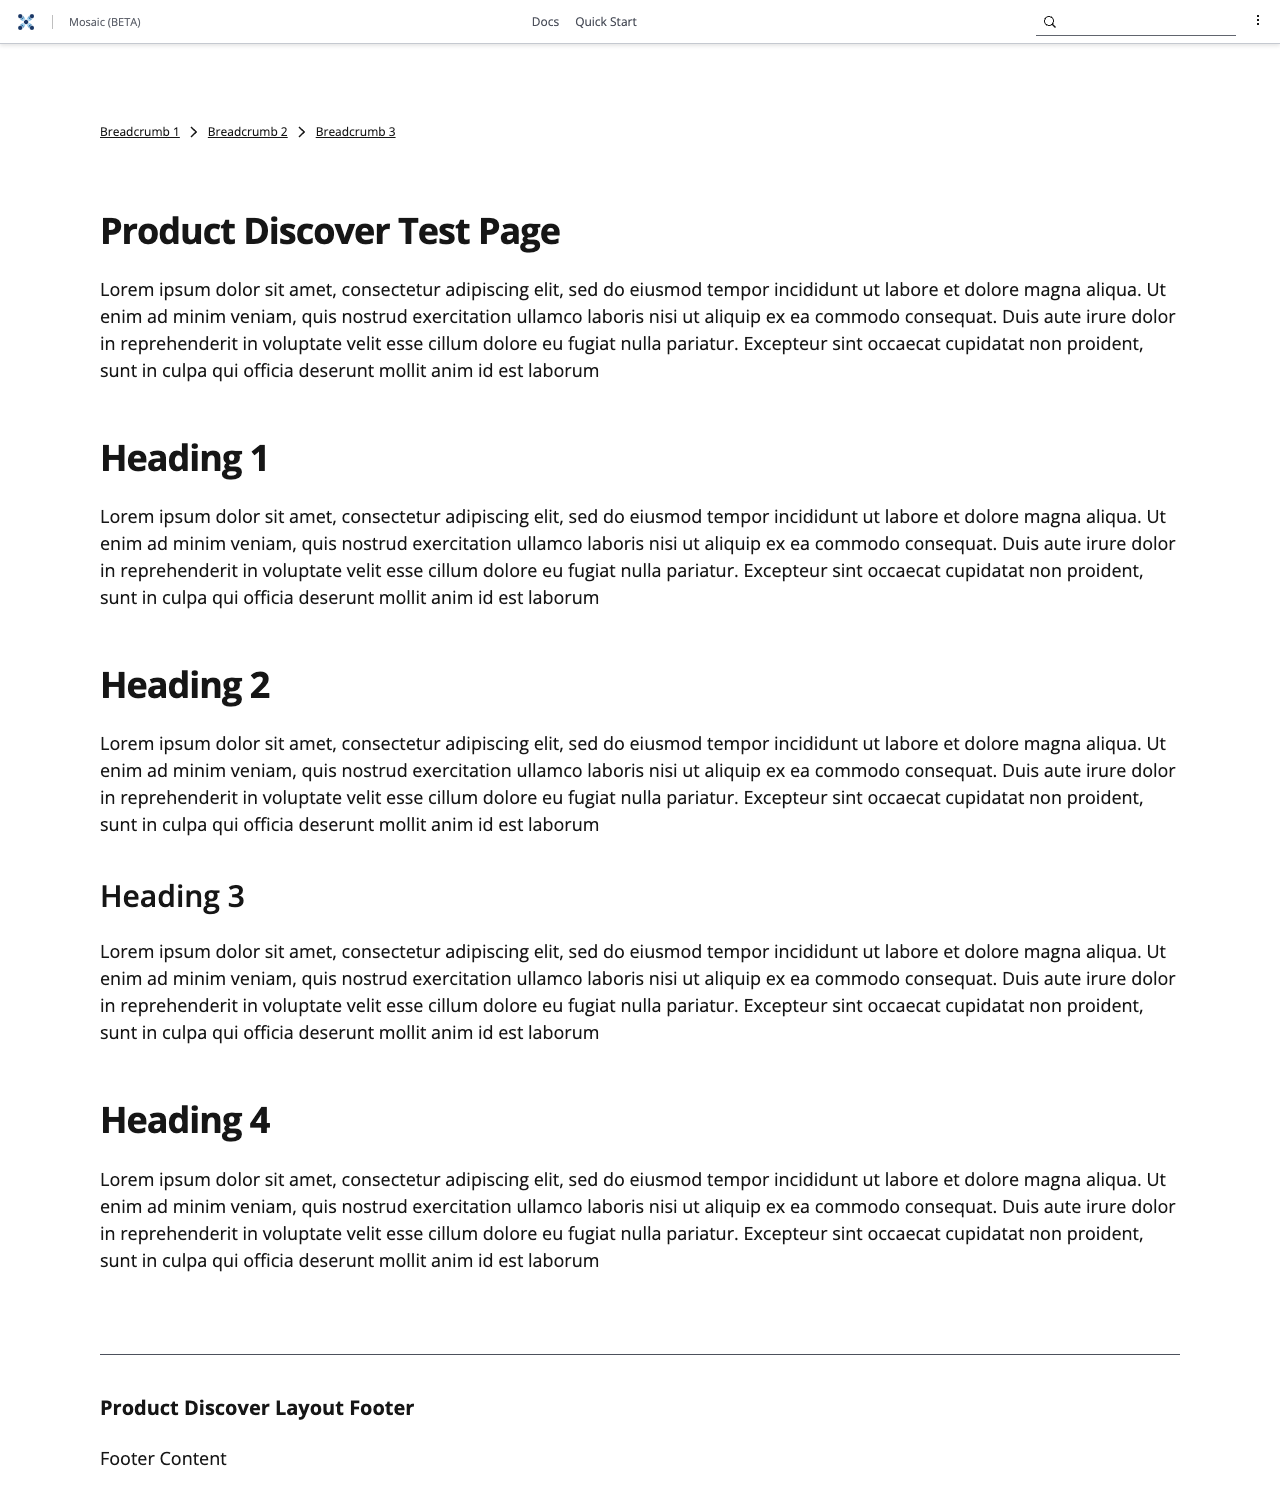 Mosaic (BETA)
Docs Quick Start
Breadcrumb 1 Breadcrumb 2 Breadcrumb 3
Product Discover Test Page
Lorem ipsum dolor sit amet, consectetur adipiscing elit, sed do eiusmod tempor incididunt ut labore et dolore magna aliqua. Ut
enim ad minim veniam, quis nostrud exercitation ullamco laboris nisi ut aliquip ex ea commodo consequat. Duis aute irure dolor
in reprehenderit in voluptate velit esse cillum dolore eu fugiat nulla pariatur. Excepteur sint occaecat cupidatat non proident,
sunt in culpa qui officia deserunt mollit anim id est laborum
Heading 1
Lorem ipsum dolor sit amet, consectetur adipiscing elit, sed do eiusmod tempor incididunt ut labore et dolore magna aliqua. Ut
enim ad minim veniam, quis nostrud exercitation ullamco laboris nisi ut aliquip ex ea commodo consequat. Duis aute irure dolor
in reprehenderit in voluptate velit esse cillum dolore eu fugiat nulla pariatur. Excepteur sint occaecat cupidatat non proident,
sunt in culpa qui officia deserunt mollit anim id est laborum
Heading 2
Lorem ipsum dolor sit amet, consectetur adipiscing elit, sed do eiusmod tempor incididunt ut labore et dolore magna aliqua. Ut
enim ad minim veniam, quis nostrud exercitation ullamco laboris nisi ut aliquip ex ea commodo consequat. Duis aute irure dolor
in reprehenderit in voluptate velit esse cillum dolore eu fugiat nulla pariatur. Excepteur sint occaecat cupidatat non proident,
sunt in culpa qui officia deserunt mollit anim id est laborum
Heading 3
Lorem ipsum dolor sit amet, consectetur adipiscing elit, sed do eiusmod tempor incididunt ut labore et dolore magna aliqua. Ut
enim ad minim veniam, quis nostrud exercitation ullamco laboris nisi ut aliquip ex ea commodo consequat. Duis aute irure dolor
in reprehenderit in voluptate velit esse cillum dolore eu fugiat nulla pariatur. Excepteur sint occaecat cupidatat non proident,
sunt in culpa qui officia deserunt mollit anim id est laborum
Heading 4
Lorem ipsum dolor sit amet, consectetur adipiscing elit, sed do eiusmod tempor incididunt ut labore et dolore magna aliqua. Ut
enim ad minim veniam, quis nostrud exercitation ullamco laboris nisi ut aliquip ex ea commodo consequat. Duis aute irure dolor
in reprehenderit in voluptate velit esse cillum dolore eu fugiat nulla pariatur. Excepteur sint occaecat cupidatat non proident,
sunt in culpa qui officia deserunt mollit anim id est laborum
Product Discover Layout Footer
Footer Content